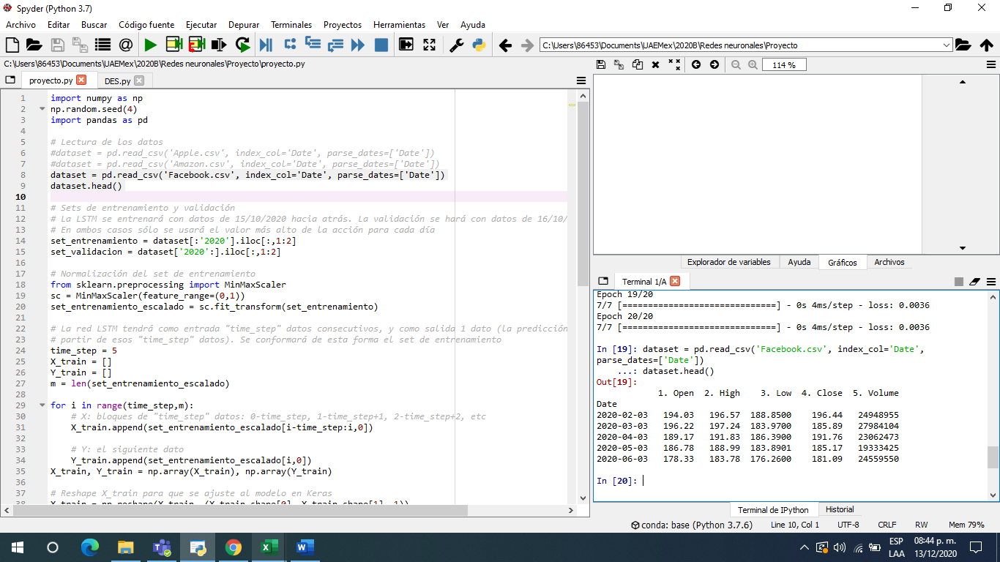 Spyder (Python 3.7)
Archivo Editar Buscar Código fuente Ejecutar Depurar Terminales Proyectos Herramientas Ver Ayuda
C:\Users\86453\Documents\UAEMex\2020B\Redes neuronales\Proyecto
C:\Users\86453\Documents\UAEMex\2020B\Redes neuronales\Proyecto\proyecto.py
proyecto.py DES.py
1 import numpy as np
2 np.random.seed(4)
3 import pandas as pd
4
5 # Lectura de los datos
6 #dataset = pd.read_csv('Apple.csv', index_col='Date', parse_dates=['Date'])
7 #dataset = pd.read_csv('Amazon.csv', index_col='Date', parse_dates=['Date'])
8 dataset = pd.read_csv('Facebook.csv', index_col='Date', parse_dates=['Date'])
9 dataset.head()
10
11 # Sets de entrenamiento y validación
12 # La LSTM se entrenará con datos de 15/10/2020 hacia atrás. La validación se hará con datos de 16/10/
13 # En ambos casos sólo se usará el valor más alto de la acción para cada día
14 set_entrenamiento = dataset[:'2020'].iloc[:,1:2]
15 set_validacion = dataset['2020':].iloc[:,1:2]
16
17 # Normalización del set de entrenamiento
18 from sklearn.preprocessing import MinMaxScaler
19 sc = MinMaxScaler(feature_range=(0,1))
20 set_entrenamiento_escalado = sc.fit_transform(set_entrenamiento)
21
22 # La red LSTM tendrá como entrada "time_step" datos consecutivos, y como salida 1 dato (la predicción
23 # partir de esos "time_step" datos). Se conformará de esta forma el set de entrenamiento
24 time_step = 5
25 X_train = []
26 Y_train = []
27 m = len(set_entrenamiento_escalado)
28
29 for i in range(time_step,m):
30 # X: bloques de "time_step" datos: 0-time_step, 1-time_step+1, 2-time_step+2, etc
31 X_train.append(set_entrenamiento_escalado[i-time_step:i,0])
32
33 # Y: el siguiente dato
34 Y_train.append(set_entrenamiento_escalado[i,0])
35 X_train, Y_train = np.array(X_train), np.array(Y_train)
36
37 # Reshape X_train para que se ajuste al modelo en Keras
38 X_train = np.reshape(X_train, (X_train.shape[0], X_train.shape[1], 1))
114 %
Explorador de variables Ayuda Gráficos Archivos
Terminal 1/A
Epoch 19/20
7/7 [==============================] - 0s 4ms/step - loss: 0.0036
Epoch 20/20
7/7 [==============================] - 0s 4ms/step - loss: 0.0036
In [19]: dataset = pd.read_csv('Facebook.csv', index_col='Date',
parse_dates=['Date'])
...: dataset.head()
Out[19]:
1. Open 2. High 3. Low 4. Close 5. Volume
Date
2020-02-03 194.03 196.57 188.8500 196.44 24948955
2020-03-03 196.22 197.24 183.9700 185.89 27984104
2020-04-03 189.17 191.83 186.3900 191.76 23062473
2020-05-03 186.78 188.99 183.8901 185.17 19333425
2020-06-03 178.33 183.78 176.2600 181.09 24559550
In [20]:
Terminal de IPython Historial
conda: base (Python 3.7.6) Line 10, Col 1 UTF-8 CRLF RW Mem 79%
ESP 08:44 p. m.
LAA 13/12/2020